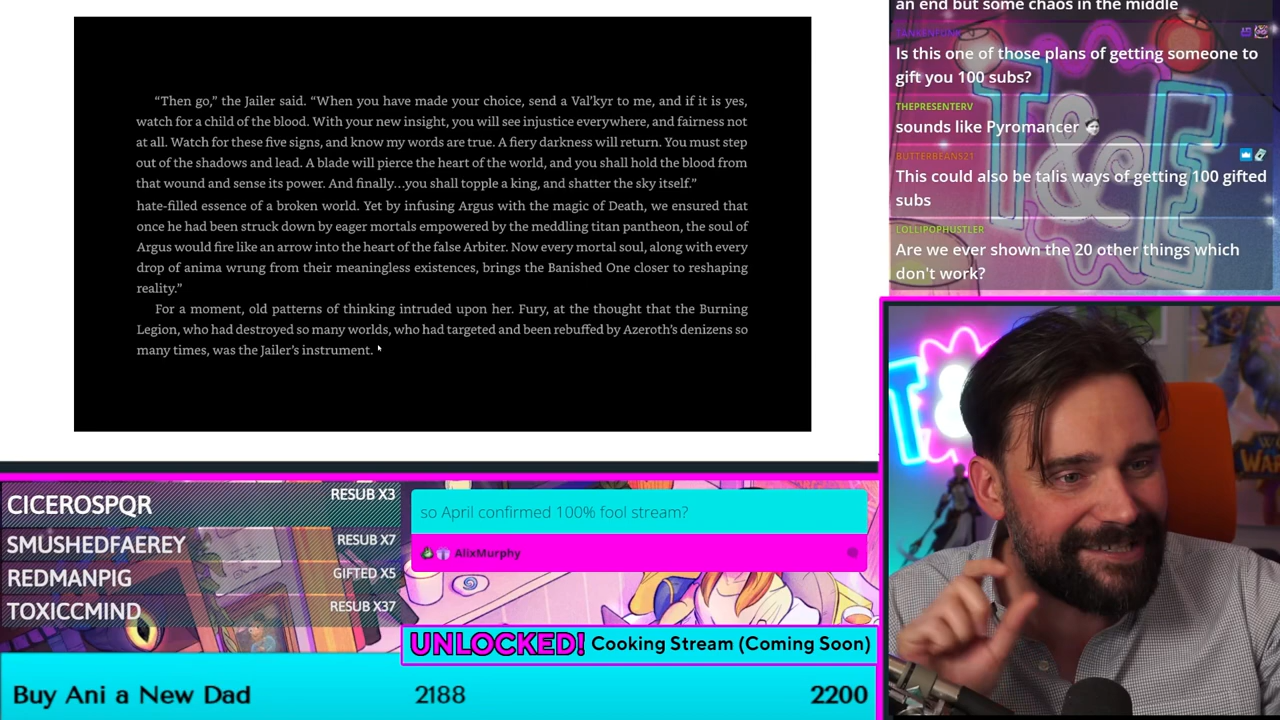 “Then go,” the Jailer said. “When you have made your choice, send a Val’kyr to me, and if it is yes,
watch for a child of the blood. With your new insight, you will see injustice everywhere, and fairness not
at all. Watch for these five signs, and know my words are true. A fiery darkness will return. You must step
out of the shadows and lead. A blade will pierce the heart of the world, and you shall hold the blood from
that wound and sense its power. And finally…you shall topple a king, and shatter the sky itself.”
hate-filled essence of a broken world. Yet by infusing Argus with the magic of Death, we ensured that
once he had been struck down by eager mortals empowered by the meddling titan pantheon, the soul of
Argus would fire like an arrow into the heart of the false Arbiter. Now every mortal soul, along with every
drop of anima wrung from their meaningless existences, brings the Banished One closer to reshaping
reality.”
For a moment, old patterns of thinking intruded upon her. Fury, at the thought that the Burning
Legion, who had destroyed so many worlds, who had targeted and been rebuffed by Azeroth’s denizens so
many times, was the Jailer’s instrument.
an end but some chaos in the middle
Is this one of those plans of getting someone to
gift you 100 subs?
THEPRESENTERV
sounds like Pyromancer
BUTTERBEANS21
This could also be talis ways of getting 100 gifted
subs
LOLLIPOPHUSTLER
Are we ever shown the 20 other things which
don't work?
T&E
CICEROSPQR RESUB X3
SMUSHEDFAEREY RESUB X7
REDMANPIG GIFTED X5
TOXICCMIND RESUB X37
so April confirmed 100% fool stream?
AlixMurphy
UNLOCKED! Cooking Stream (Coming Soon)
Buy Ani a New Dad 2188 2200